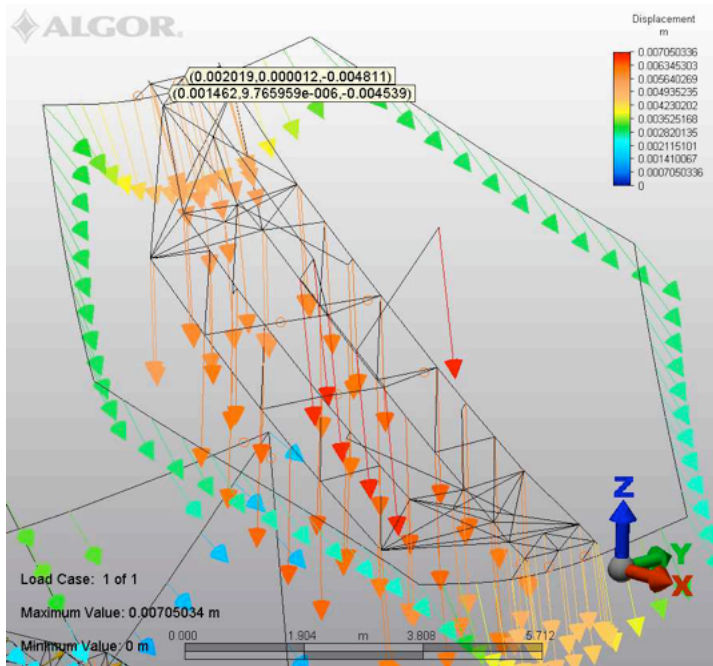 ALGOR.
Displacement
m
0.007050336
0.006345303
0.005640269
0.004935235
0.004230202
0.003525168
0.002820135
0.002115101
0.001410067
0.0007050336
0
(0.002019,0.000012,-0.004811)
(0.001462,9.765959e-006,-0.004539)
Z
Y
X
Load Case: 1 of 1
Maximum Value: 0.00705034 m
Minimum Value: 0 m
0.000 1.904 m 3.808 5.712